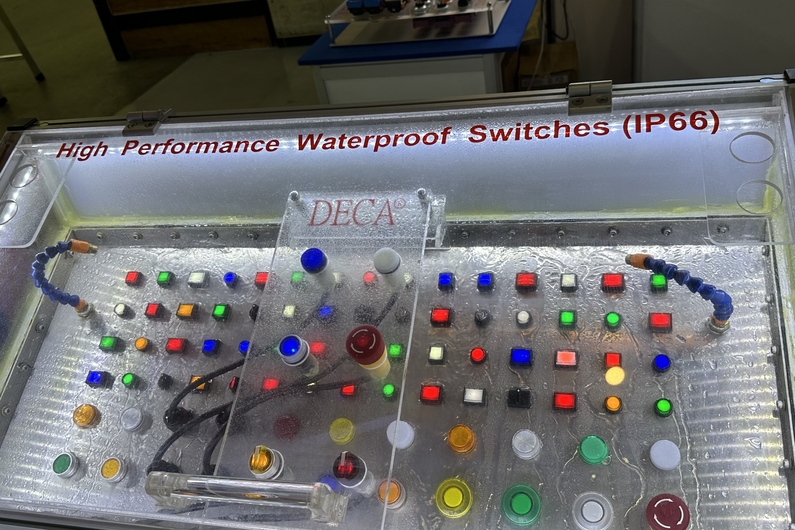 High Performance Waterproof Switches (IP66)
DECA®